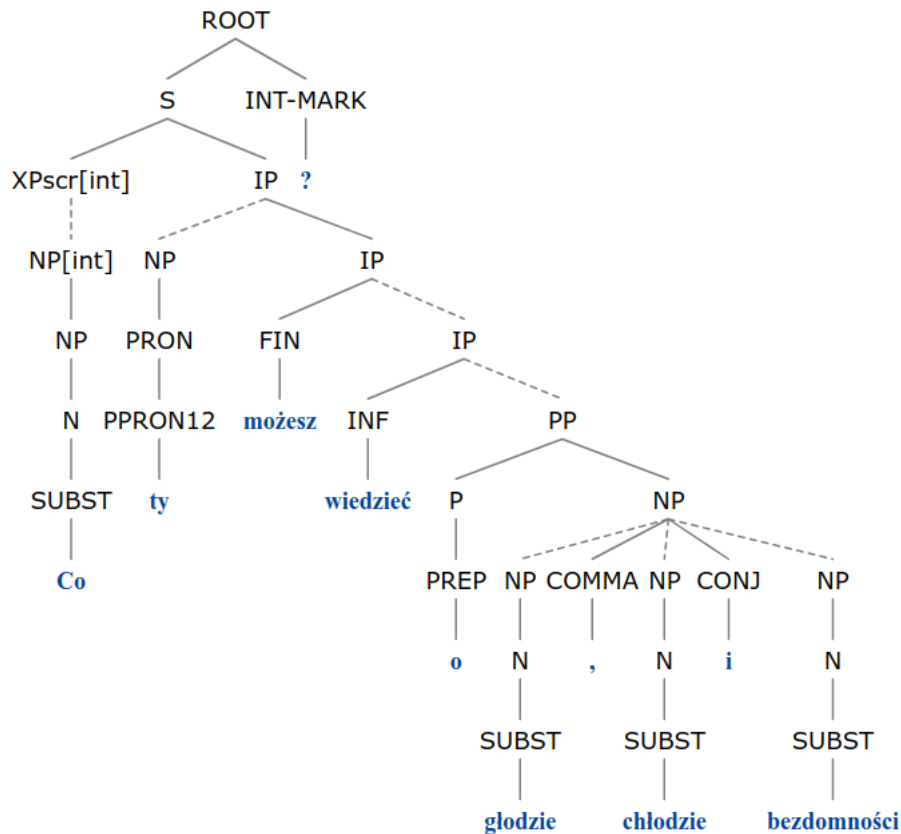 ROOT
S INT-MARK
XPscr[int] IP ?
NP[int] NP IP
NP PRON FIN IP
N PPRON12 możesz INF PP
SUBST ty wiedzieć P NP
Co PREP NP COMMA NP CONJ NP
o N , N i N
SUBST SUBST SUBST
głodzie chłodzie bezdomności